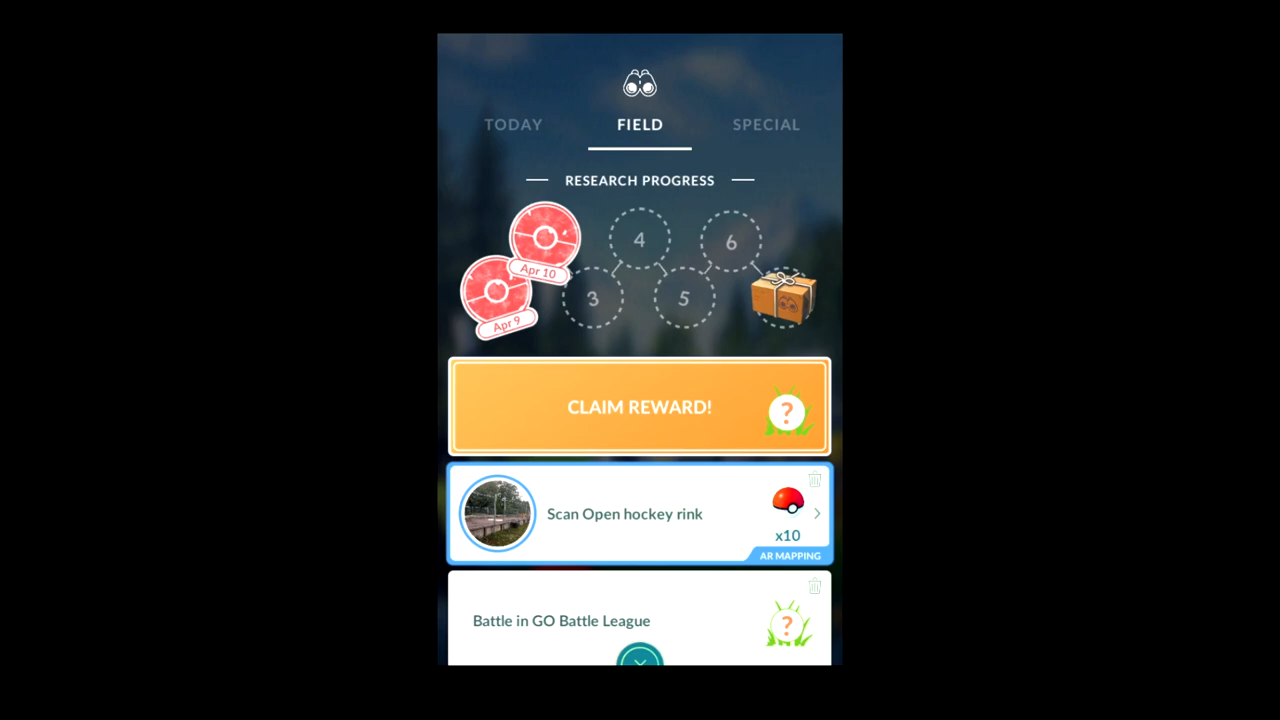 TODAY
FIELD
SPECIAL
RESEARCH PROGRESS
4
6
Apr 10
3
5
Apr 9
CLAIM REWARD!
?
Scan Open hockey rink
x10
AR MAPPING
Battle in GO Battle League
?